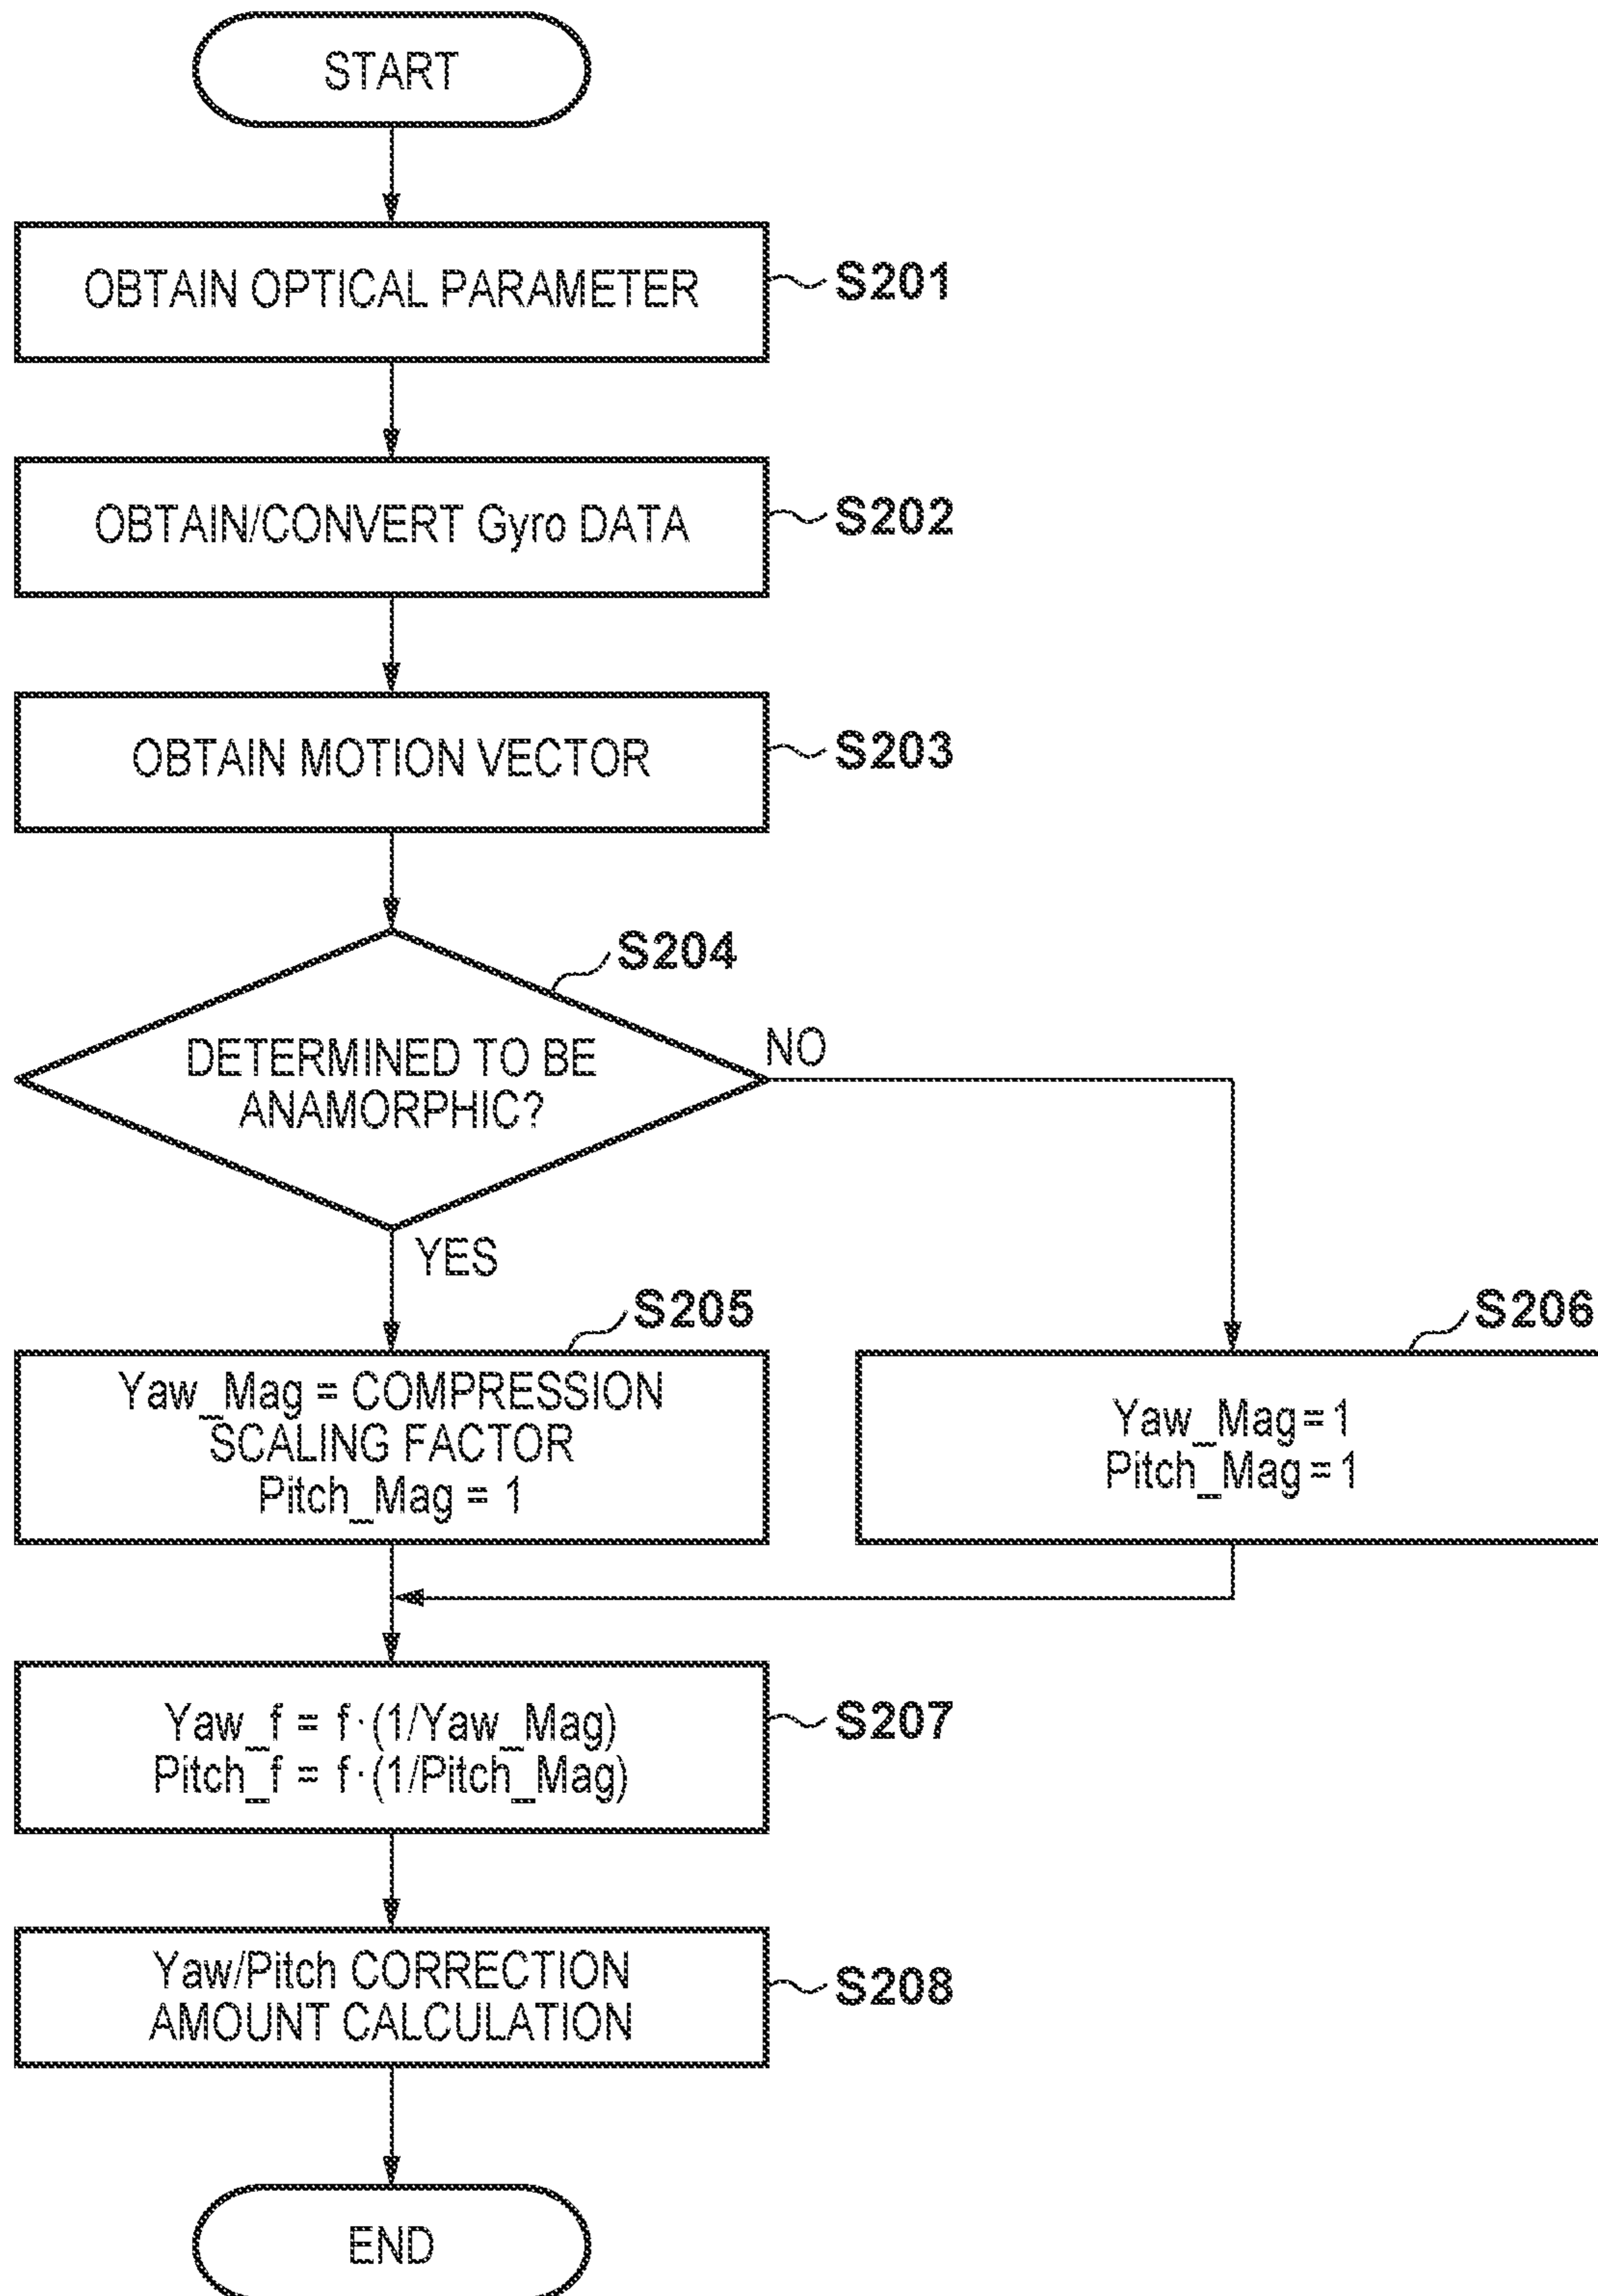 START
OBTAIN OPTICAL PARAMETER
S201
OBTAIN/CONVERT Gyro DATA
S202
OBTAIN MOTION VECTOR
S203
S204
DETERMINED TO BE
ANAMORPHIC?
NO
YES
S205
Yaw_Mag = COMPRESSION
SCALING FACTOR
Pitch_Mag = 1
S206
Yaw_Mag = 1
Pitch_Mag = 1
Yaw_f = f·(1/Yaw_Mag)
Pitch_f = f·(1/Pitch_Mag)
S207
Yaw/Pitch CORRECTION
AMOUNT CALCULATION
S208
END